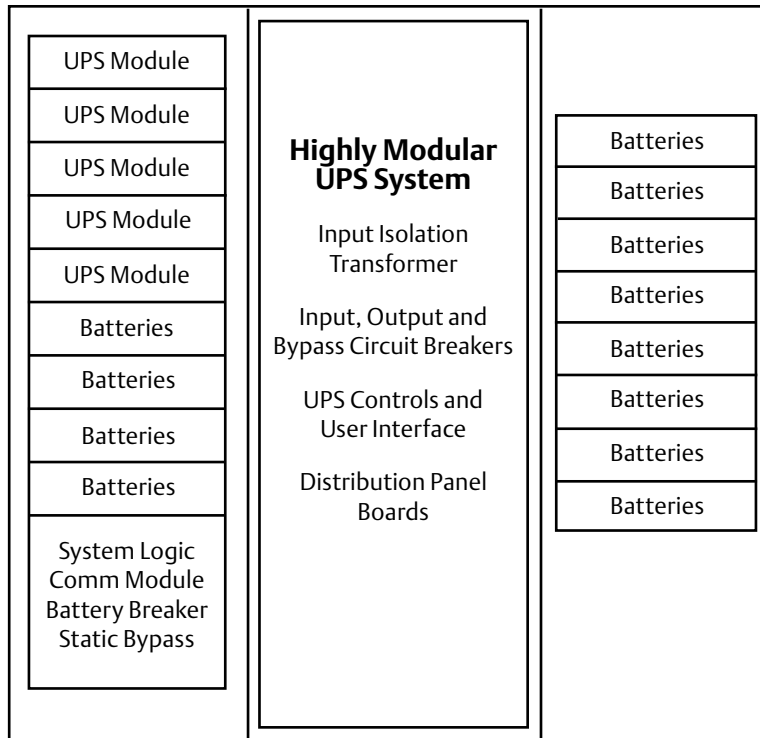 UPS Module
UPS Module
UPS Module
UPS Module
UPS Module
Batteries
Batteries
Batteries
Batteries
System Logic
Comm Module
Battery Breaker
Static Bypass
Highly Modular
UPS System
Input Isolation
Transformer
Input, Output and
Bypass Circuit Breakers
UPS Controls and
User Interface
Distribution Panel
Boards
Batteries
Batteries
Batteries
Batteries
Batteries
Batteries
Batteries
Batteries